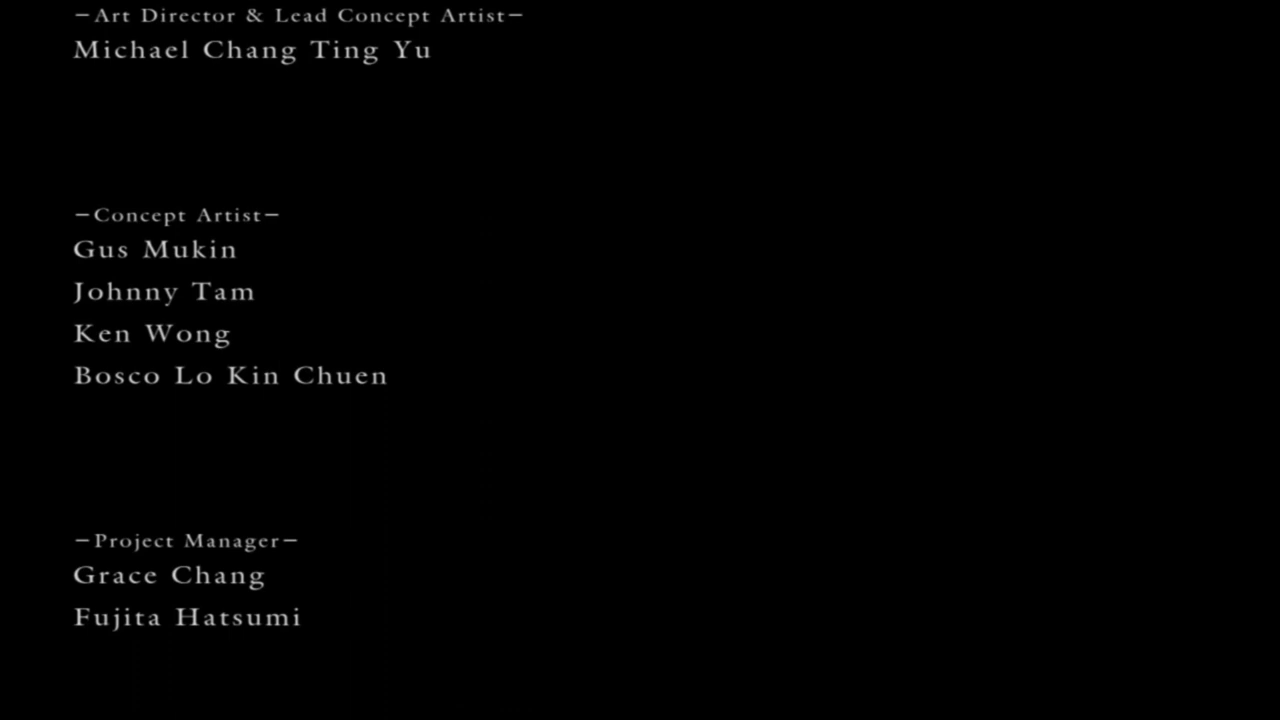 –Art Director & Lead Concept Artist–
Michael Chang Ting Yu
–Concept Artist–
Gus Mukin
Johnny Tam
Ken Wong
Bosco Lo Kin Chuen
–Project Manager–
Grace Chang
Fujita Hatsumi